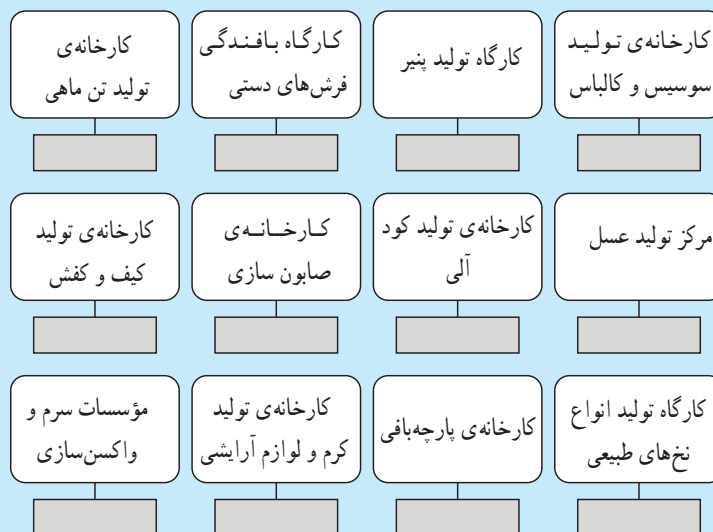 کارخانه‌ی تولید
سوسیس و کالباس
کارگاه تولید پنیر
کارگاه بافندگی
فرش‌های دستی
کارخانه‌ی
تولید تن ماهی
مرکز تولید عسل
کارخانه‌ی تولید کود
آلی
کارخانه‌ی
صابون سازی
کارخانه‌ی تولید
کیف و کفش
کارگاه تولید انواع
نخ‌های طبیعی
کارخانه‌ی پارچه‌بافی
کارخانه‌ی تولید
کرم و لوازم آرایشی
مؤسسات سرم و
واکسن‌سازی